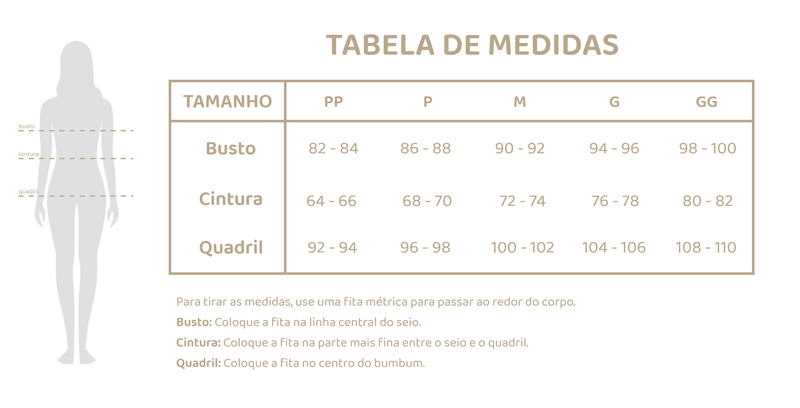 TABELA DE MEDIDAS
TAMANHO PP P M G GG
Busto 82 - 84 86 - 88 90 - 92 94 - 96 98 - 100
Cintura 64 - 66 68 - 70 72 - 74 76 - 78 80 - 82
Quadril 92 - 94 96 - 98 100 - 102 104 - 106 108 - 110
busto
cintura
quadril
Para tirar as medidas, use uma fita métrica para passar ao redor do corpo.
Busto: Coloque a fita na linha central do seio.
Cintura: Coloque a fita na parte mais fina entre o seio e o quadril.
Quadril: Coloque a fita no centro do bumbum.